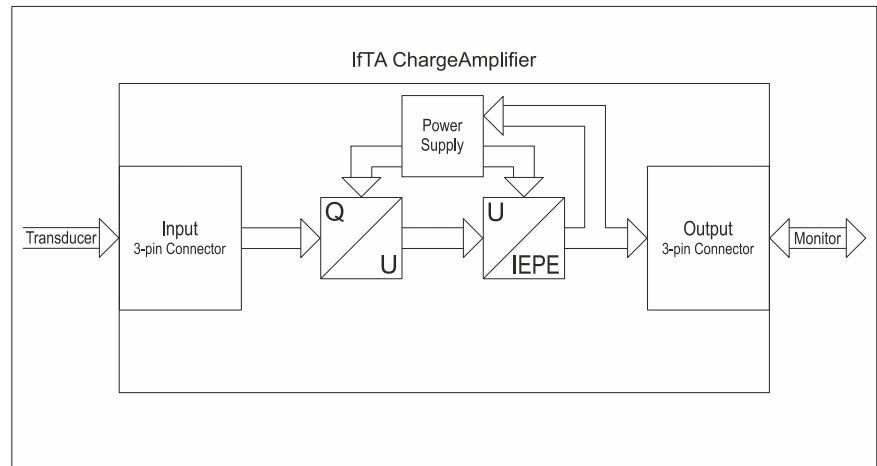 IfTA ChargeAmplifier
Power
Supply
Transducer
Input
3-pin Connector
Q
U
U
IEPE
Output
3-pin Connector
Monitor